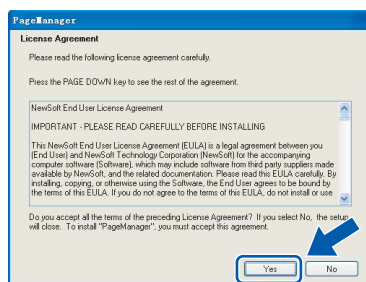 PageManager
License Agreement
Please read the following license agreement carefully.
Press the PAGE DOWN key to see the rest of the agreement.
NewSoft End User License Agreement
IMPORTANT - PLEASE READ CAREFULLY BEFORE INSTALLING
This NewSoft End User License Agreement (EULA) is a legal agreement between you
(End User) and NewSoft Technology Corporation (NewSoft) for the accompanying
computer software (Software), which may include software from third party suppliers made
available by NewSoft, and the related documentation. Please read this EULA carefully. By
installing, copying, or otherwise using the Software, the End User agrees to be bound by
the terms of this EULA. If you do not agree to the terms of this EULA, do not install or use
Do you accept all the terms of the preceding License Agreement? If you select No, the setup
will close. To install "PageManager", you must accept this agreement.
Yes
No